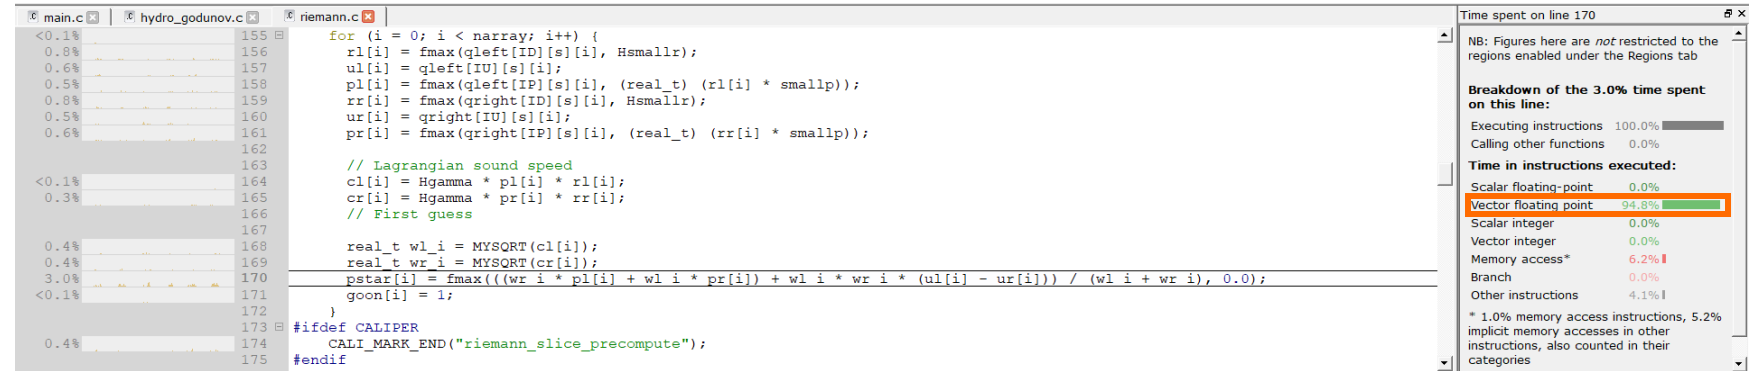 main.c hydro_godunov.c riemann.c
<0.1% 155 for (i = 0; i < narray; i++) {
0.8% 156 rl[i] = fmax(qleft[ID][s][i], Hsmallr);
0.6% 157 ul[i] = qleft[IU][s][i];
0.5% 158 pl[i] = fmax(qleft[IP][s][i], (real_t) (rl[i] * smallp));
0.8% 159 rr[i] = fmax(qright[ID][s][i], Hsmallr);
0.5% 160 ur[i] = qright[IU][s][i];
0.6% 161 pr[i] = fmax(qright[IP][s][i], (real_t) (rr[i] * smallp));
162
163 // Lagrangian sound speed
<0.1% 164 cl[i] = Hgamma * pl[i] * rl[i];
0.3% 165 cr[i] = Hgamma * pr[i] * rr[i];
166 // First guess
167
0.4% 168 real_t wl_i = MYSQRT(cl[i]);
0.4% 169 real_t wr_i = MYSQRT(cr[i]);
3.0% 170 pstar[i] = fmax(((wr_i * pl[i] + wl_i * pr[i]) + wl_i * wr_i * (ul[i] - ur[i])) / (wl_i + wr_i), 0.0);
<0.1% 171 goon[i] = 1;
172 }
173 #ifdef CALIPER
0.4% 174 CALI_MARK_END("riemann_slice_precompute");
175 #endif
Time spent on line 170
NB: Figures here are not restricted to the
regions enabled under the Regions tab
Breakdown of the 3.0% time spent
on this line:
Executing instructions 100.0%
Calling other functions 0.0%
Time in instructions executed:
Scalar floating-point 0.0%
Vector floating point 94.8%
Scalar integer 0.0%
Vector integer 0.0%
Memory access* 6.2%
Branch 0.0%
Other instructions 4.1%
* 1.0% memory access instructions, 5.2%
implicit memory accesses in other
instructions, also counted in their
categories